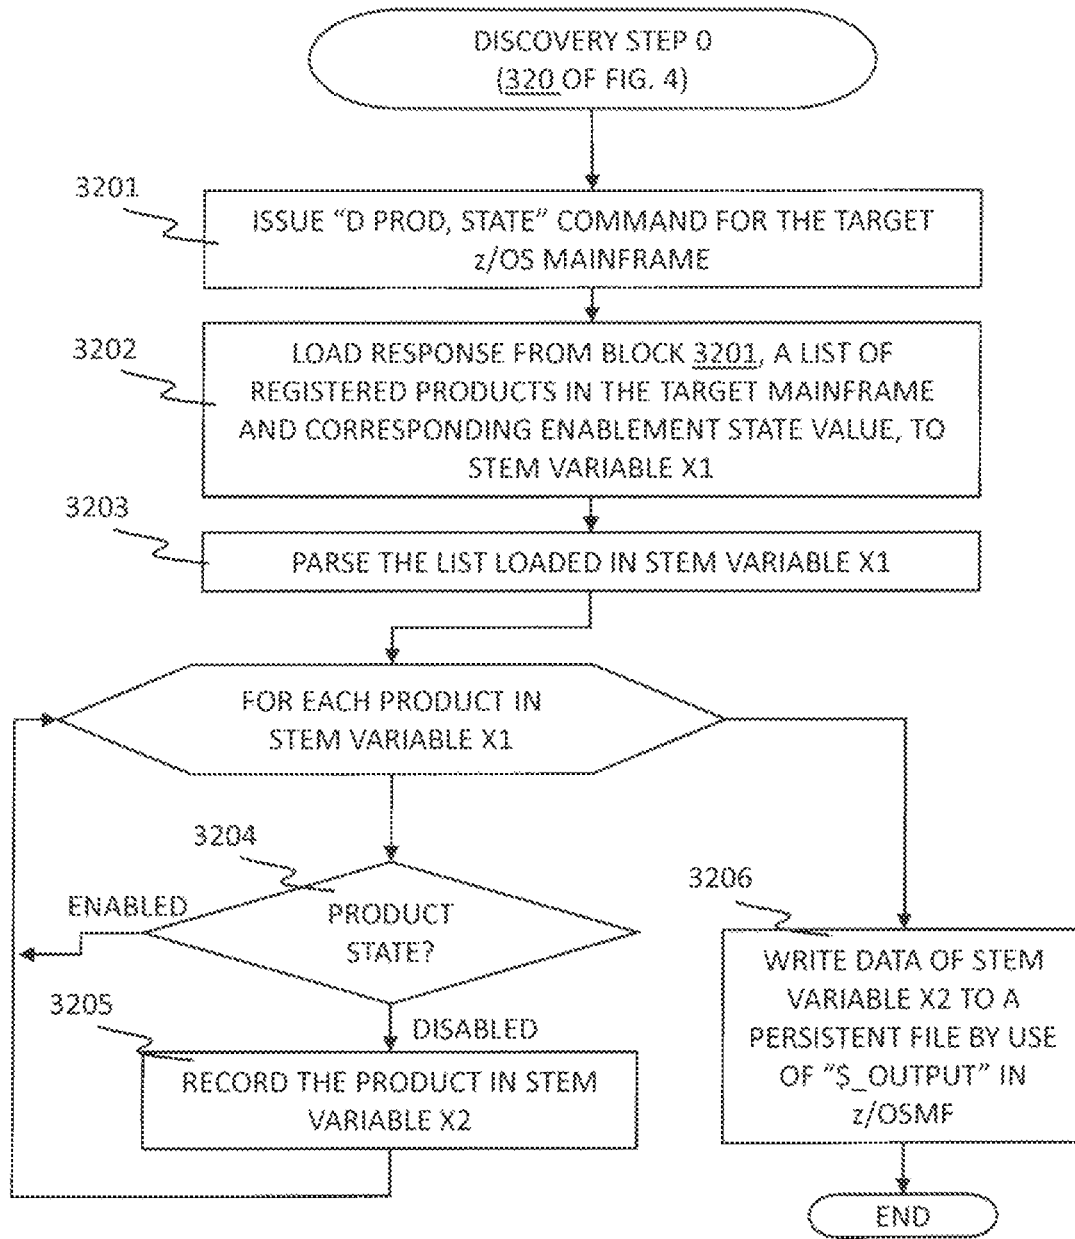 DISCOVERY STEP 0
(320 OF FIG. 4)
3201
ISSUE “D PROD, STATE” COMMAND FOR THE TARGET
z/OS MAINFRAME
3202
LOAD RESPONSE FROM BLOCK 3201, A LIST OF
REGISTERED PRODUCTS IN THE TARGET MAINFRAME
AND CORRESPONDING ENABLEMENT STATE VALUE, TO
STEM VARIABLE X1
3203
PARSE THE LIST LOADED IN STEM VARIABLE X1
FOR EACH PRODUCT IN
STEM VARIABLE X1
3204
ENABLED
PRODUCT
STATE?
3205
DISABLED
RECORD THE PRODUCT IN STEM
VARIABLE X2
3206
WRITE DATA OF STEM
VARIABLE X2 TO A
PERSISTENT FILE BY USE
OF “$_OUTPUT” IN
z/OSMF
END